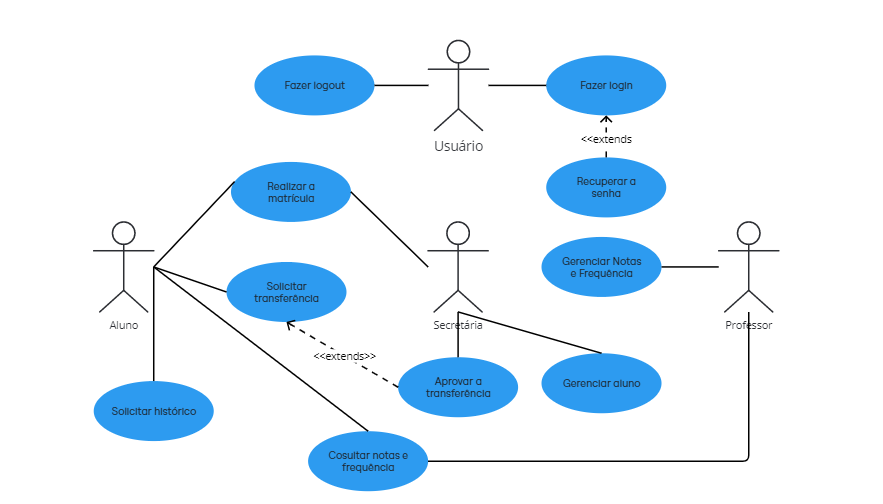 Fazer logout
Fazer login
<<extends
Usuário
Realizar a
matrícula
Recuperar a
senha
Gerenciar Notas
e Frequência
Solicitar
transferência
Aluno
Secretária
Professor
<<extends>>
Aprovar a
transferência
Gerenciar aluno
Solicitar histórico
Cosultar notas e
frequência